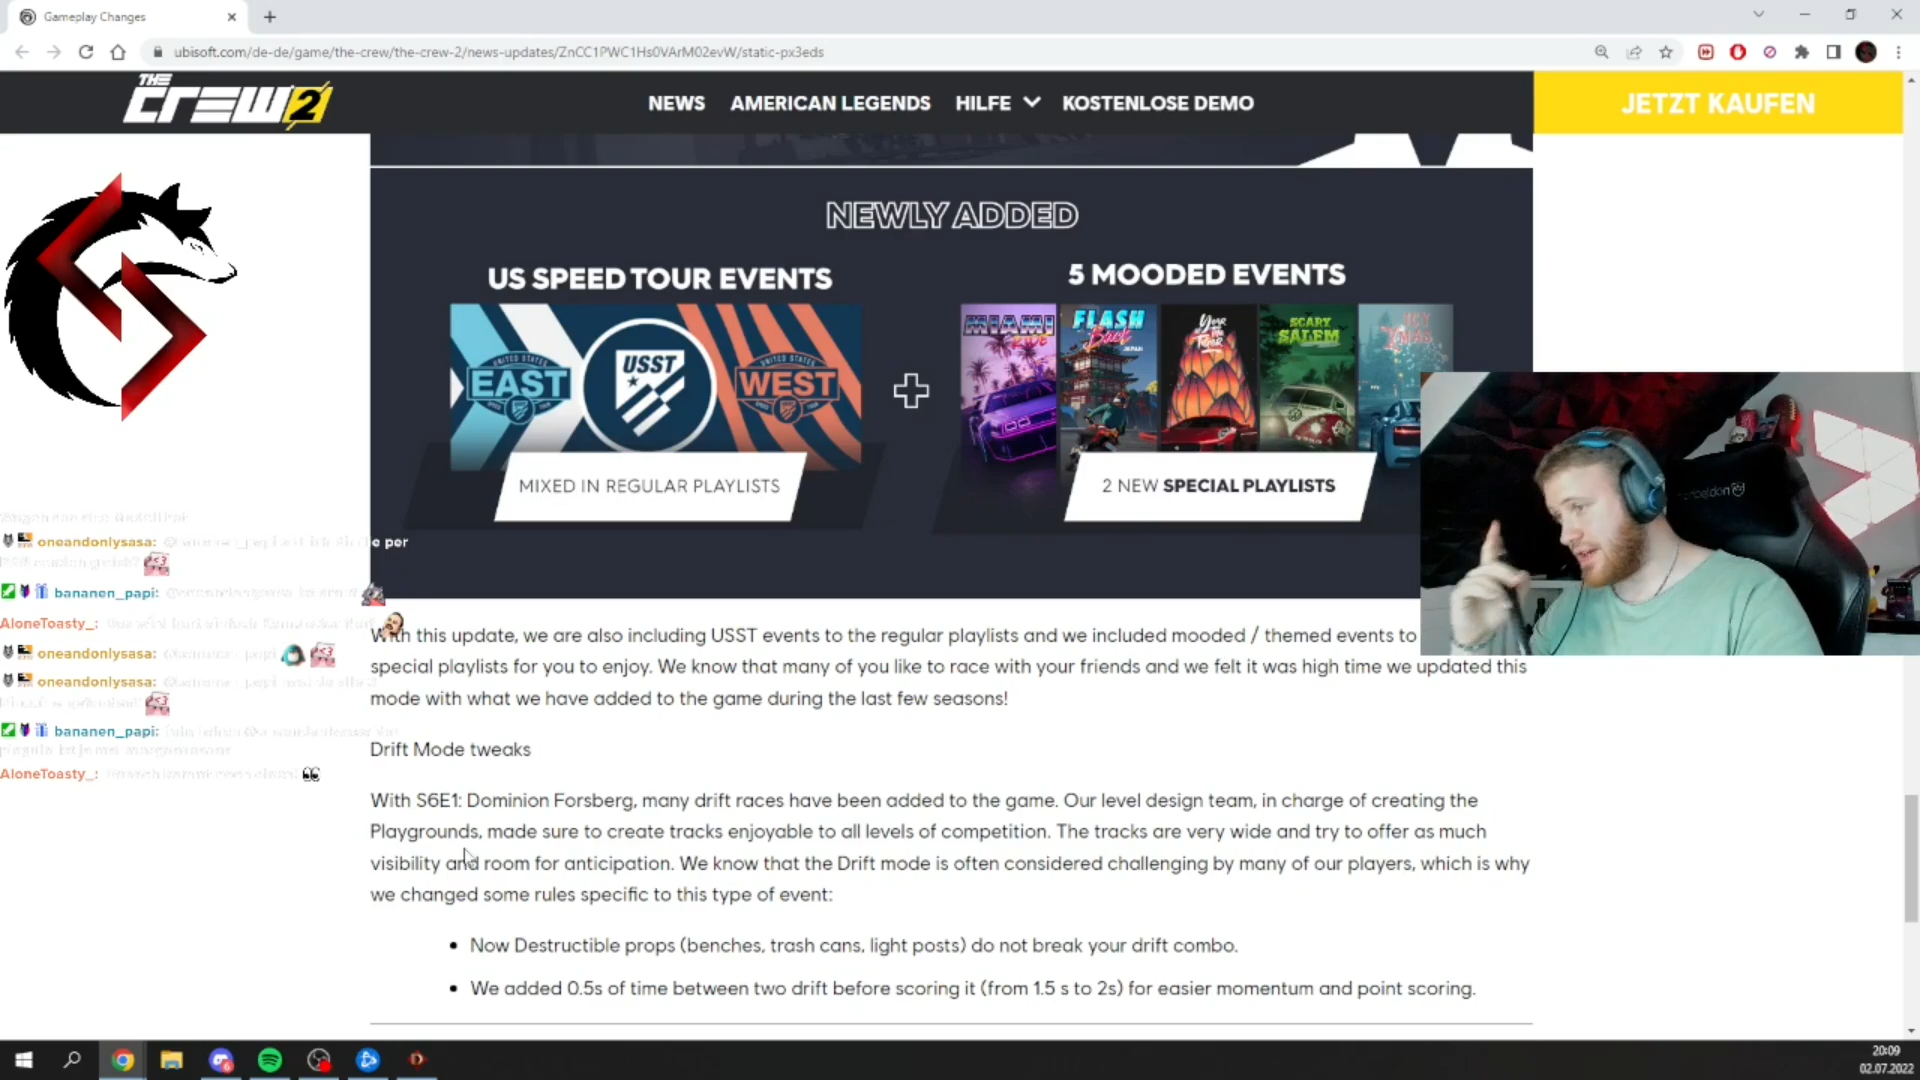 Gameplay Changes
ubisoft.com/de-de/game/the-crew/the-crew-2/news-updates/ZnCC1PWC1Hs0VArM02evW/static-px3eds
THE CREW 2
NEWS AMERICAN LEGENDS HILFE KOSTENLOSE DEMO
JETZT KAUFEN
NEWLY ADDED
US SPEED TOUR EVENTS
5 MOODED EVENTS
UNITED STATES EAST
USST
UNITED STATES WEST
MIAMI RIDE
FLASH Back JAPAN
SCARY SALEM
MIXED IN REGULAR PLAYLISTS
2 NEW SPECIAL PLAYLISTS
oneandonlysasa:
e per
bananen_papi:
AloneToasty_:
oneandonlysasa:
oneandonlysasa:
bananen_papi:
AloneToasty_:
With this update, we are also including USST events to the regular playlists and we included mooded / themed events to
special playlists for you to enjoy. We know that many of you like to race with your friends and we felt it was high time we updated this
mode with what we have added to the game during the last few seasons!
Drift Mode tweaks
With S6E1: Dominion Forsberg, many drift races have been added to the game. Our level design team, in charge of creating the
Playgrounds, made sure to create tracks enjoyable to all levels of competition. The tracks are very wide and try to offer as much
visibility and room for anticipation. We know that the Drift mode is often considered challenging by many of our players, which is why
we changed some rules specific to this type of event:
• Now Destructible props (benches, trash cans, light posts) do not break your drift combo.
• We added 0.5s of time between two drift before scoring it (from 1.5 s to 2s) for easier momentum and point scoring.
20:09
02.07.2022